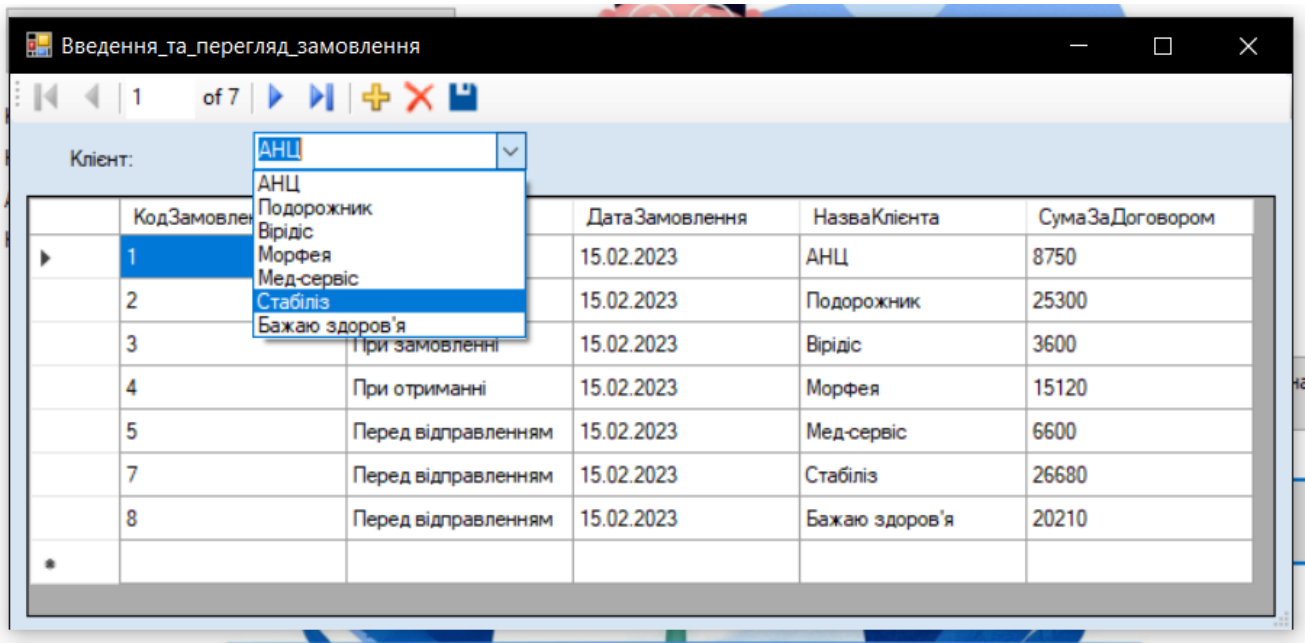 Введення_та_перегляд_замовлення
1 of 7
Клієнт: АНЦ
АНЦ
Подорожник
Вірідіс
Морфея
Мед-сервіс
Стабіліз
Бажаю здоров'я
КодЗамовлен ДатаЗамовлення НазваКлієнта СумаЗаДоговором
1 15.02.2023 АНЦ 8750
2 15.02.2023 Подорожник 25300
3 При замовленні 15.02.2023 Вірідіс 3600
4 При отриманні 15.02.2023 Морфея 15120
5 Перед відправленням 15.02.2023 Мед-сервіс 6600
7 Перед відправленням 15.02.2023 Стабіліз 26680
8 Перед відправленням 15.02.2023 Бажаю здоров'я 20210